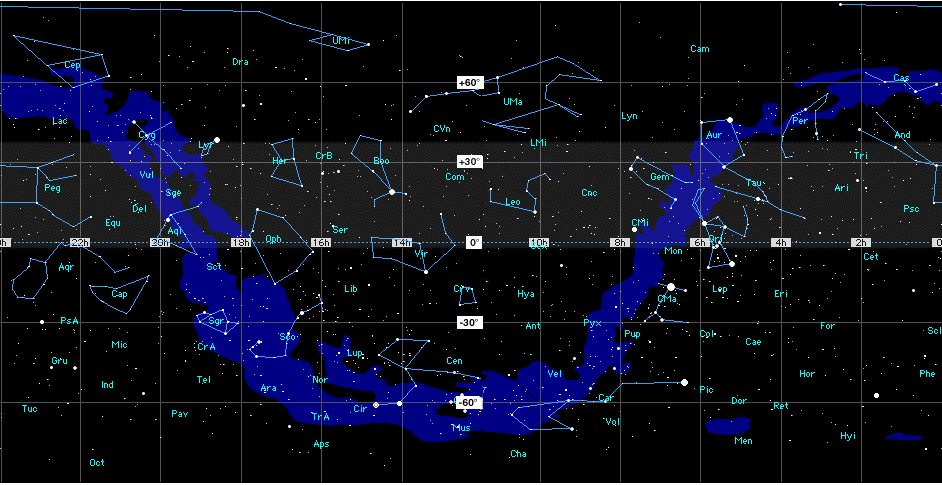 UMi
Cam
Dra
Cep
Cas
+60°
UMa
Lyn
Lac
Cyg
CVn
Per
Aur
And
LMi
Lyr
CrB
Boo
Her
+30°
Tri
Vul
Com
Gem
Tau
Ari
Peg
Sge
Cnc
Leo
Del
Psc
Equ
CMi
Ser
Aql
Oph
22h
20h
18h
16h
14h
0°
10h
8h
6h
4h
2h
Vir
Mon
Cet
Aqr
Sct
Lib
Crv
Hya
Lep
Eri
Cap
CMa
PsA
Sgr
-30°
Ant
Pyx
For
Scl
Mic
CrA
Sco
Pup
Col
Cae
Gru
Lup
Cen
Ind
Tel
Nor
Vel
Hor
Phe
Ara
Pic
Car
Tuc
Pav
TrA
Cir
-60°
Dor
Ret
Mus
Vol
Aps
Men
Hyi
Cha
Oct